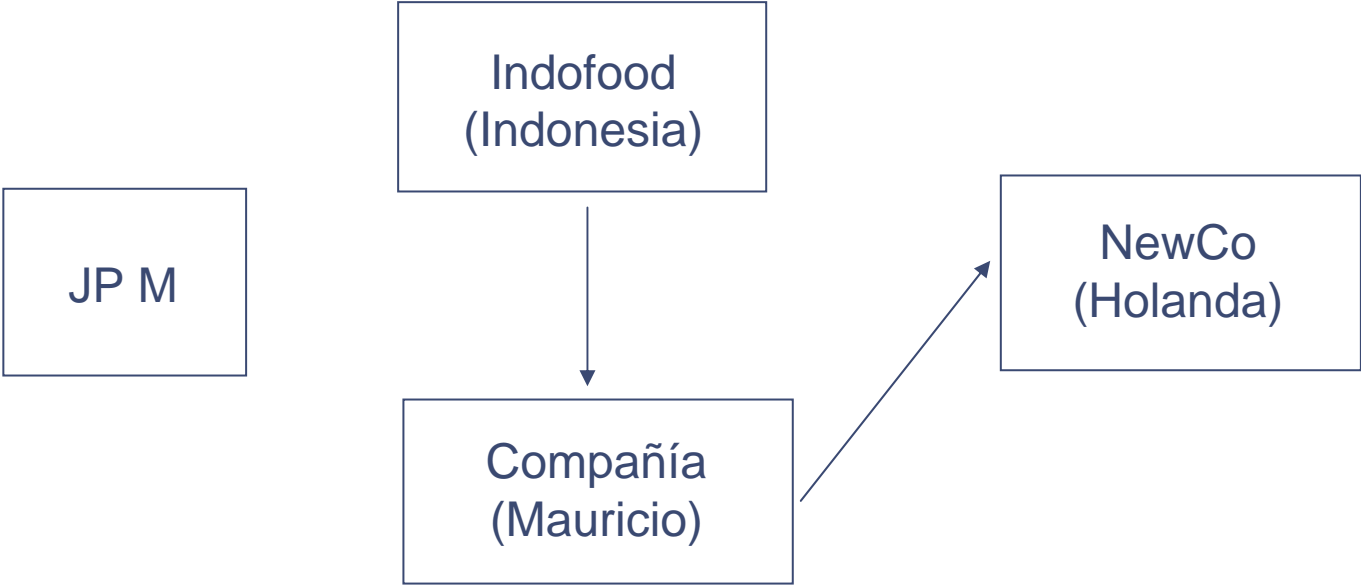 Indofood
(Indonesia)
JP M
NewCo
(Holanda)
Compañía
(Mauricio)